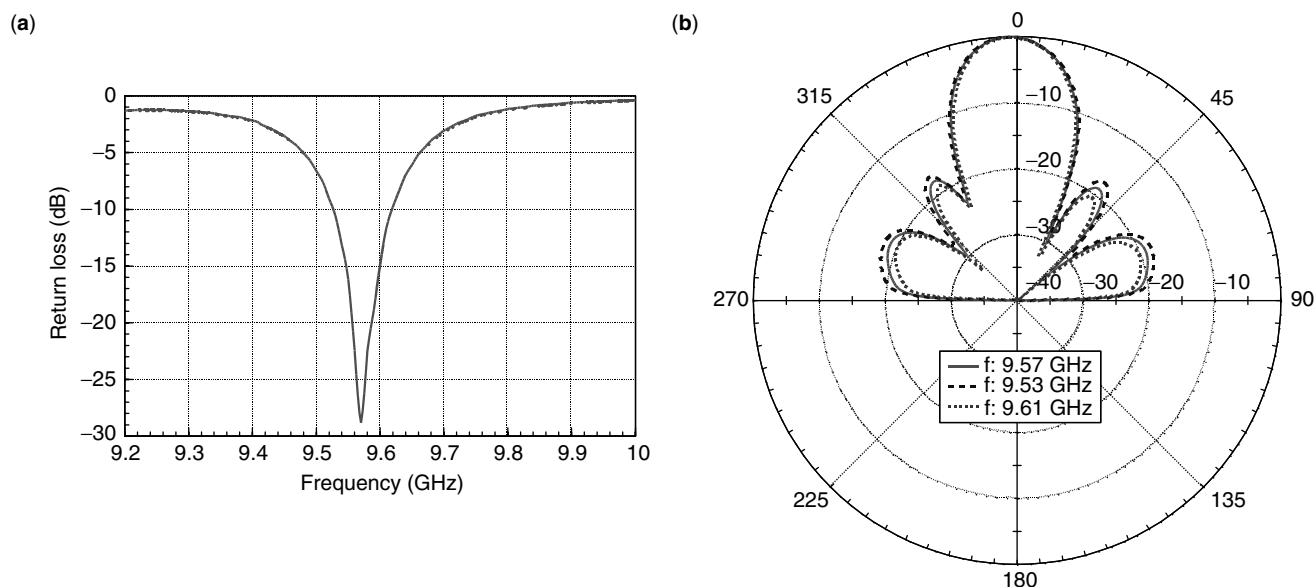 (a)
0
−5
−10
−15
−20
−25
−30
Return loss (dB)
9.2 9.3 9.4 9.5 9.6 9.7 9.8 9.9 10
Frequency (GHz)
(b)
0
315
45
−10
−20
−30
270
−40 −30 −20 −10
90
f: 9.57 GHz
f: 9.53 GHz
f: 9.61 GHz
225
135
180